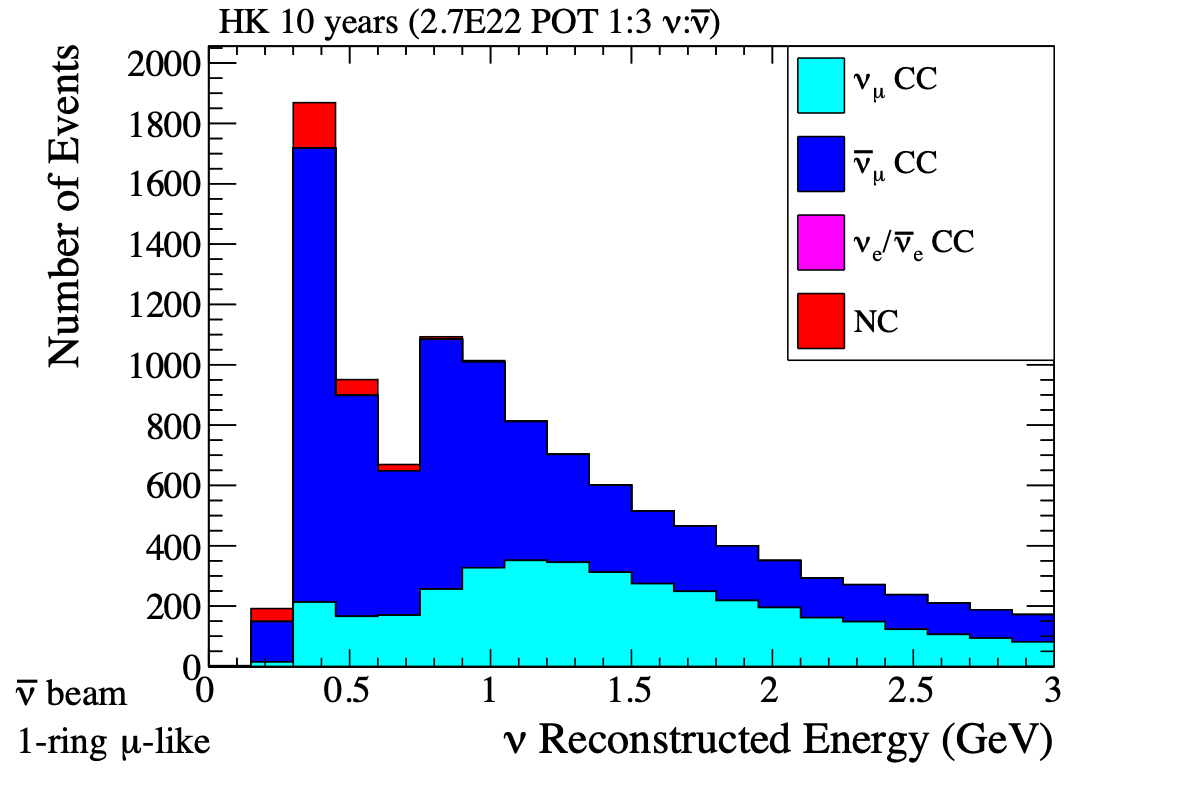 HK 10 years (2.7E22 POT 1:3 ν:ν̅)
Number of Events
2000
1800
1600
1400
1200
1000
800
600
400
200
0
ν_μ CC
ν̅_μ CC
ν_e/ν̅_e CC
NC
0 0.5 1 1.5 2 2.5 3
ν̅ beam
1-ring μ-like
ν Reconstructed Energy (GeV)